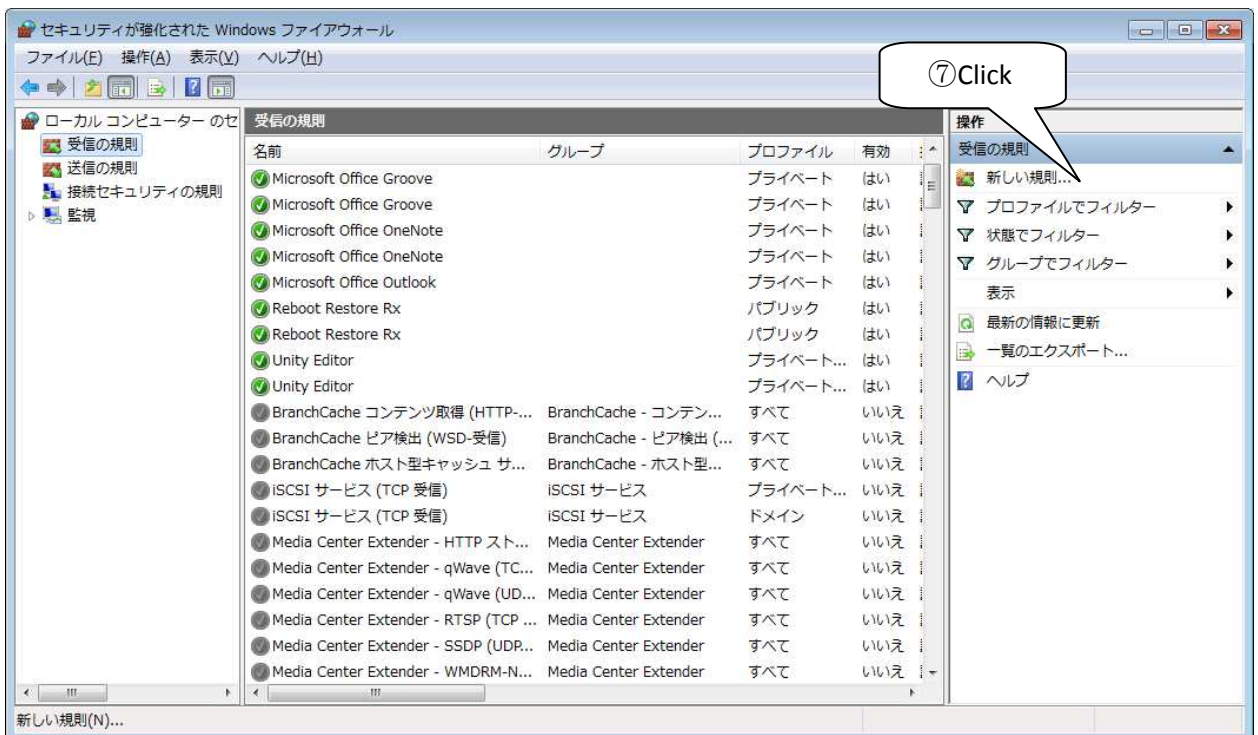 セキュリティが強化された Windows ファイアウォール
ファイル(F) 操作(A) 表示(V) ヘルプ(H)
⑦Click
ローカル コンピューター のセ
受信の規則
送信の規則
接続セキュリティの規則
監視
受信の規則
名前 グループ プロファイル 有効
Microsoft Office Groove プライベート はい
Microsoft Office Groove プライベート はい
Microsoft Office OneNote プライベート はい
Microsoft Office OneNote プライベート はい
Microsoft Office Outlook プライベート はい
Reboot Restore Rx パブリック はい
Reboot Restore Rx パブリック はい
Unity Editor プライベート... はい
Unity Editor プライベート... はい
BranchCache コンテンツ取得 (HTTP-... BranchCache - コンテン... すべて いいえ
BranchCache ピア検出 (WSD-受信) BranchCache - ピア検出 (... すべて いいえ
BranchCache ホスト型キャッシュ サ... BranchCache - ホスト型... すべて いいえ
iSCSI サービス (TCP 受信) iSCSI サービス プライベート... いいえ
iSCSI サービス (TCP 受信) iSCSI サービス ドメイン いいえ
Media Center Extender - HTTP スト... Media Center Extender すべて いいえ
Media Center Extender - qWave (TC... Media Center Extender すべて いいえ
Media Center Extender - qWave (UD... Media Center Extender すべて いいえ
Media Center Extender - RTSP (TCP ... Media Center Extender すべて いいえ
Media Center Extender - SSDP (UDP... Media Center Extender すべて いいえ
Media Center Extender - WMDRM-N... Media Center Extender すべて いいえ
操作
受信の規則
新しい規則...
プロファイルでフィルター
状態でフィルター
グループでフィルター
表示
最新の情報に更新
一覧のエクスポート...
ヘルプ
新しい規則(N)...